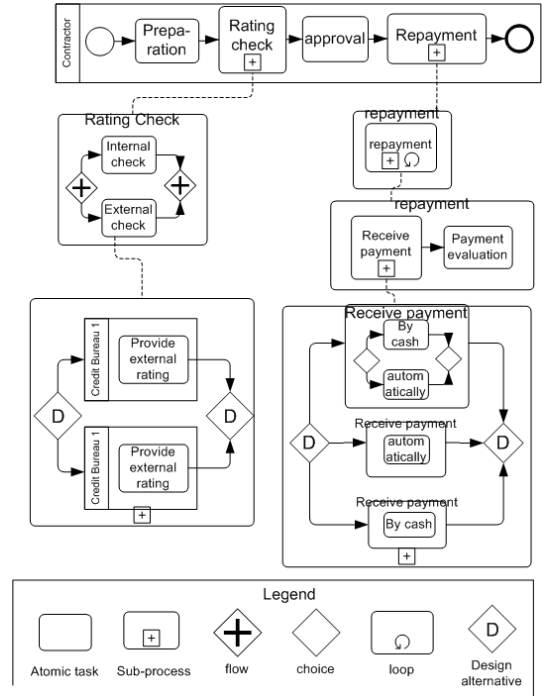 Contractor
Prepa-
ration
Rating
check
approval
Repayment
Rating Check
Internal
check
External
check
repayment
repayment
repayment
Receive
payment
Payment
evaluation
Credit Bureau 1
Provide
external
rating
D
D
Credit Bureau 1
Provide
external
rating
Receive payment
By
cash
autom
atically
D
Receive payment
autom
atically
D
Receive payment
By cash
Legend
D
Atomic task
Sub-process
flow
choice
loop
Design
alternative